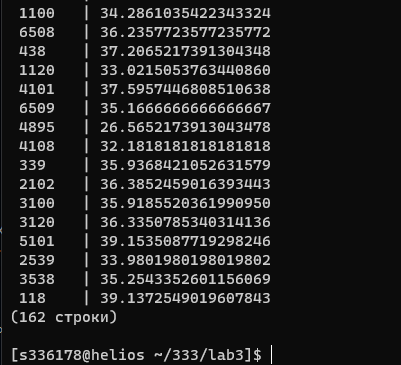 1100 | 34.2861035422343324
6508 | 36.2357723577235772
438 | 37.2065217391304348
1120 | 33.0215053763440860
4101 | 37.5957446808510638
6509 | 35.1666666666666667
4895 | 26.5652173913043478
4108 | 32.1818181818181818
339 | 35.9368421052631579
2102 | 36.3852459016393443
3100 | 35.9185520361990950
3120 | 36.3350785340314136
5101 | 39.1535087719298246
2539 | 33.9801980198019802
3538 | 35.2543352601156069
118 | 39.1372549019607843
(162 строки)
[s336178@helios ~/333/lab3]$